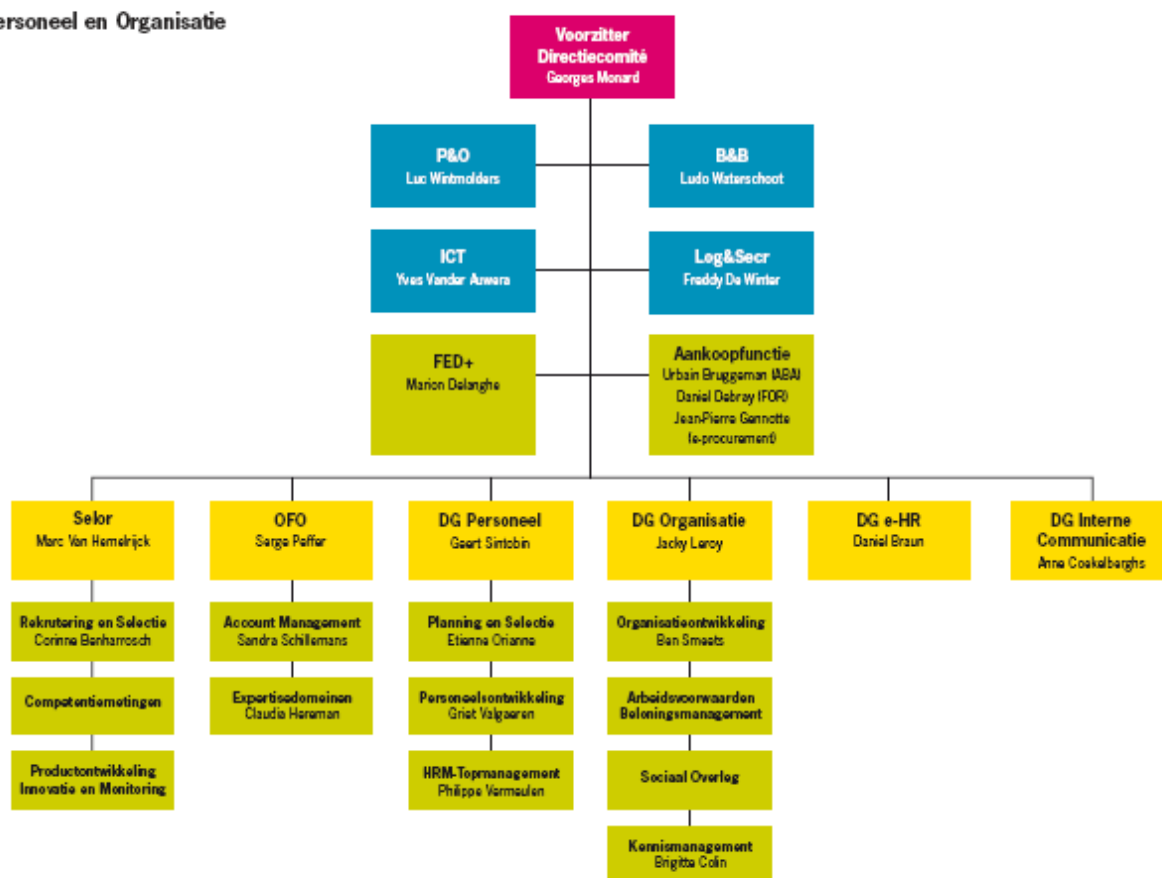 ersoneel en Organisatie
Voorzitter
Directiecomité
Georges Monard
P&O
Luc Wintmolders
B&B
Ludo Waterschoot
ICT
Yves Vander Auwera
Log&Secr
Freddy De Winter
FED+
Marion Delanghe
Aankoopfunctie
Urbain Bruggeman (ABA)
Daniel Debray (FOR)
Jean-Pierre Gennotte
(e-procurement)
Selor
Marc Van Hemelrijck
OFO
Serge Peffer
DG Personeel
Geert Sintobin
DG Organisatie
Jacky Leroy
DG e-HR
Daniel Braun
DG Interne
Communicatie
Anne Coekelberghs
Rekrutering en Selectie
Corinne Benharrosch
Account Management
Sandra Schillemans
Planning en Selectie
Etienne Orianne
Organisatieontwikkeling
Ben Smeets
Competentiemetingen
Expertisedomeinen
Claudia Hereman
Personeelsontwikkeling
Griet Valgaeren
Arbeidsvoorwaarden
Beloningsmanagement
Productontwikkeling
Innovatie en Monitoring
HRM-Topmanagement
Philippe Vermeulen
Sociaal Overleg
Kennismanagement
Brigitte Colin